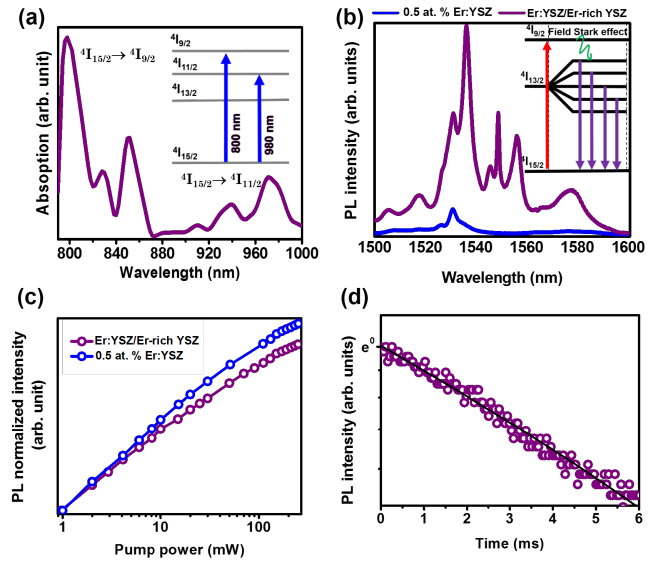 (a)
Absoption (arb. unit)
⁴I₁₅/₂→ ⁴I₉/₂
⁴I₉/₂
⁴I₁₁/₂
⁴I₁₃/₂
⁴I₁₅/₂
800 nm
980 nm
⁴I₁₅/₂→ ⁴I₁₁/₂
800 840 880 920 960 1000
Wavelength (nm)
(b)
0.5 at. % Er:YSZ
Er:YSZ/Er-rich YSZ
PL intensity (arb. unit)
⁴I₉/₂
Field Stark effect
⁴I₁₃/₂
⁴I₁₅/₂
1500 1520 1540 1560 1580 1600
Wavelength (nm)
(c)
PL normalized intensity
(arb. unit)
Er:YSZ/Er-rich YSZ
0.5 at. % Er:YSZ
1 10 100
Pump power (mW)
(d)
PL intensity (arb. units)
e⁰
0 1 2 3 4 5 6
Time (ms)